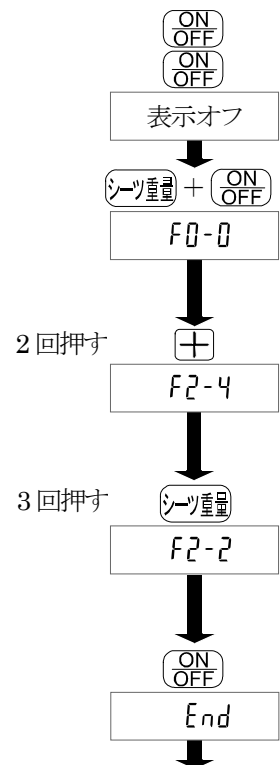 ON
OFF
ON
OFF
表示オフ
シーツ重量 + ON
OFF
F0-0
2回押す +
F2-4
3回押す シーツ重量
F2-2
ON
OFF
End